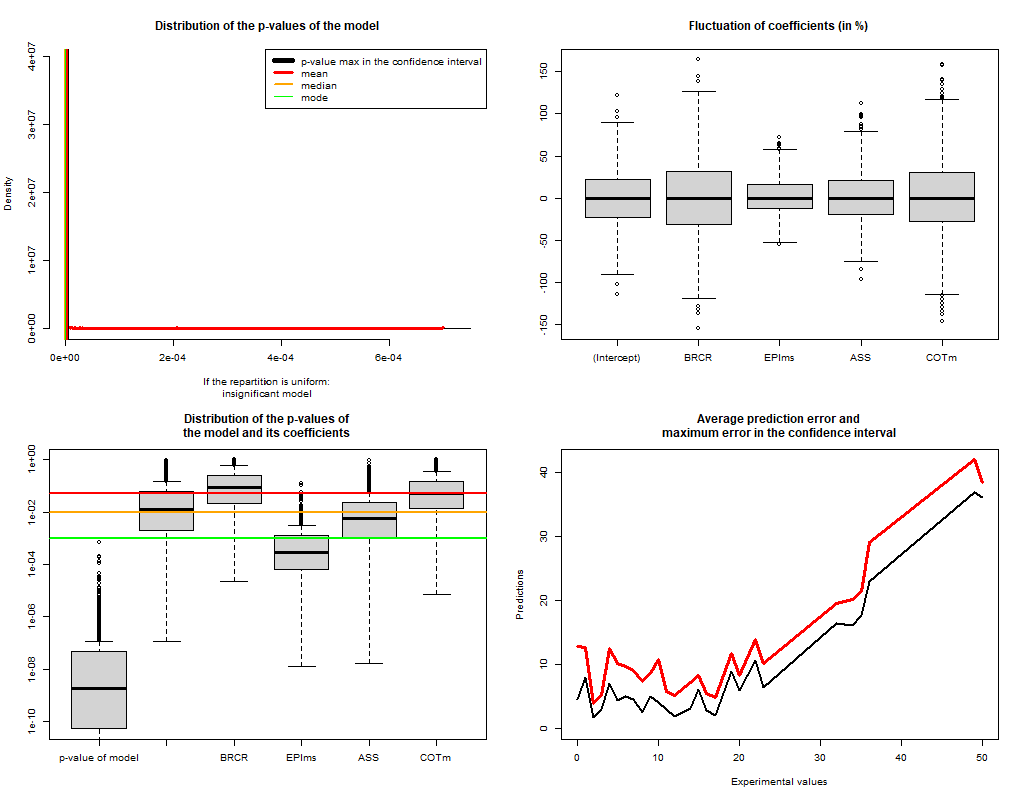 Distribution of the p-values of the model
4e+07
3e+07
2e+07
1e+07
0e+00
Density
p-value max in the confidence interval
mean
median
mode
0e+00 2e-04 4e-04 6e-04
If the repartition is uniform:
insignificant model
Fluctuation of coefficients (in %)
150
100
50
0
-50
-100
-150
(Intercept) BRCR EPIms ASS COTm
Distribution of the p-values of
the model and its coefficients
1e+00
1e-02
1e-04
1e-06
1e-08
1e-10
p-value of model BRCR EPIms ASS COTm
Average prediction error and
maximum error in the confidence interval
40
30
20
10
0
Predictions
0 10 20 30 40 50
Experimental values